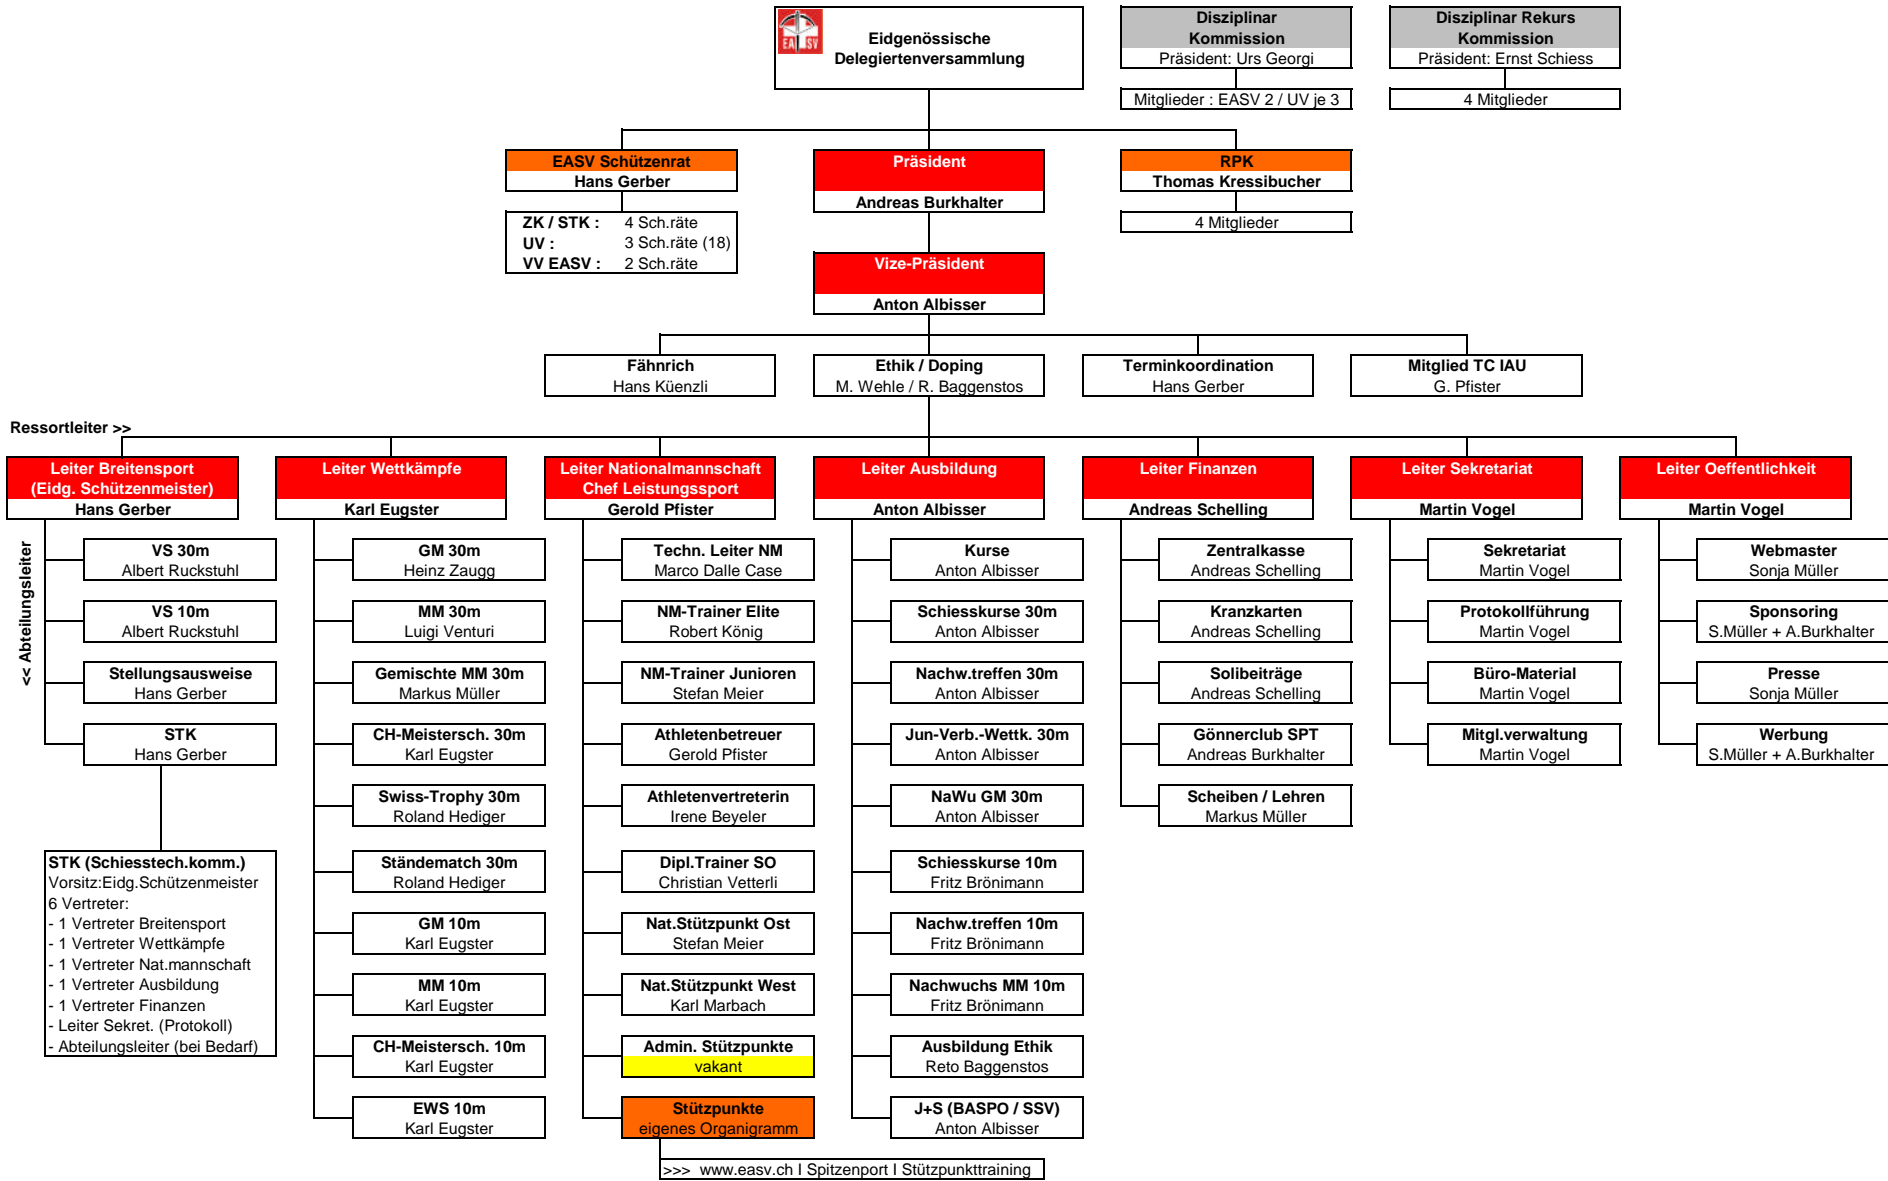 EASV
Eidgenössische
Delegiertenversammlung
Disziplinar
Kommission
Präsident: Urs Georgi
Mitglieder : EASV 2 / UV je 3
Disziplinar Rekurs
Kommission
Präsident: Ernst Schiess
4 Mitglieder
EASV Schützenrat
Hans Gerber
ZK / STK : 4 Sch.räte
UV : 3 Sch.räte (18)
VV EASV : 2 Sch.räte
Präsident
Andreas Burkhalter
RPK
Thomas Kressibucher
4 Mitglieder
Vize-Präsident
Anton Albisser
Fähnrich
Hans Küenzli
Ethik / Doping
M. Wehle / R. Baggenstos
Terminkoordination
Hans Gerber
Mitglied TC IAU
G. Pfister
Ressortleiter >>
<< Abteilungsleiter
Leiter Breitensport
(Eidg. Schützenmeister)
Hans Gerber
VS 30m
Albert Ruckstuhl
VS 10m
Albert Ruckstuhl
Stellungsausweise
Hans Gerber
STK
Hans Gerber
STK (Schiesstech.komm.)
Vorsitz:Eidg.Schützenmeister
6 Vertreter:
- 1 Vertreter Breitensport
- 1 Vertreter Wettkämpfe
- 1 Vertreter Nat.mannschaft
- 1 Vertreter Ausbildung
- 1 Vertreter Finanzen
- Leiter Sekret. (Protokoll)
- Abteilungsleiter (bei Bedarf)
Leiter Wettkämpfe
Karl Eugster
GM 30m
Heinz Zaugg
MM 30m
Luigi Venturi
Gemischte MM 30m
Markus Müller
CH-Meistersch. 30m
Karl Eugster
Swiss-Trophy 30m
Roland Hediger
Ständematch 30m
Roland Hediger
GM 10m
Karl Eugster
MM 10m
Karl Eugster
CH-Meistersch. 10m
Karl Eugster
EWS 10m
Karl Eugster
Leiter Nationalmannschaft
Chef Leistungssport
Gerold Pfister
Techn. Leiter NM
Marco Dalle Case
NM-Trainer Elite
Robert König
NM-Trainer Junioren
Stefan Meier
Athletenbetreuer
Gerold Pfister
Athletenvertreterin
Irene Beyeler
Dipl.Trainer SO
Christian Vetterli
Nat.Stützpunkt Ost
Stefan Meier
Nat.Stützpunkt West
Karl Marbach
Admin. Stützpunkte
vakant
Stützpunkte
eigenes Organigramm
>>> www.easv.ch I Spitzenport I Stützpunkttraining
Leiter Ausbildung
Anton Albisser
Kurse
Anton Albisser
Schiesskurse 30m
Anton Albisser
Nachw.treffen 30m
Anton Albisser
Jun-Verb.-Wettk. 30m
Anton Albisser
NaWu GM 30m
Anton Albisser
Schiesskurse 10m
Fritz Brönimann
Nachw.treffen 10m
Fritz Brönimann
Nachwuchs MM 10m
Fritz Brönimann
Ausbildung Ethik
Reto Baggenstos
J+S (BASPO / SSV)
Anton Albisser
Leiter Finanzen
Andreas Schelling
Zentralkasse
Andreas Schelling
Kranzkarten
Andreas Schelling
Solibeiträge
Andreas Schelling
Gönnerclub SPT
Andreas Burkhalter
Scheiben / Lehren
Markus Müller
Leiter Sekretariat
Martin Vogel
Sekretariat
Martin Vogel
Protokollführung
Martin Vogel
Büro-Material
Martin Vogel
Mitgl.verwaltung
Martin Vogel
Leiter Oeffentlichkeit
Martin Vogel
Webmaster
Sonja Müller
Sponsoring
S.Müller + A.Burkhalter
Presse
Sonja Müller
Werbung
S.Müller + A.Burkhalter